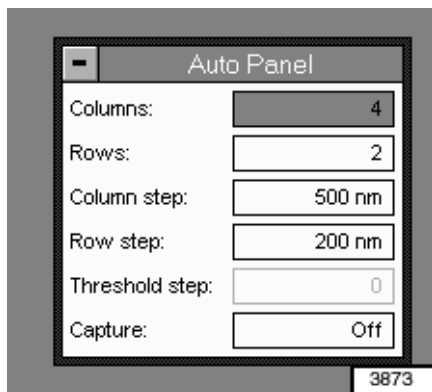 Auto Panel
Columns: 4
Rows: 2
Column step: 500 nm
Row step: 200 nm
Threshold step: 0
Capture: Off
3873